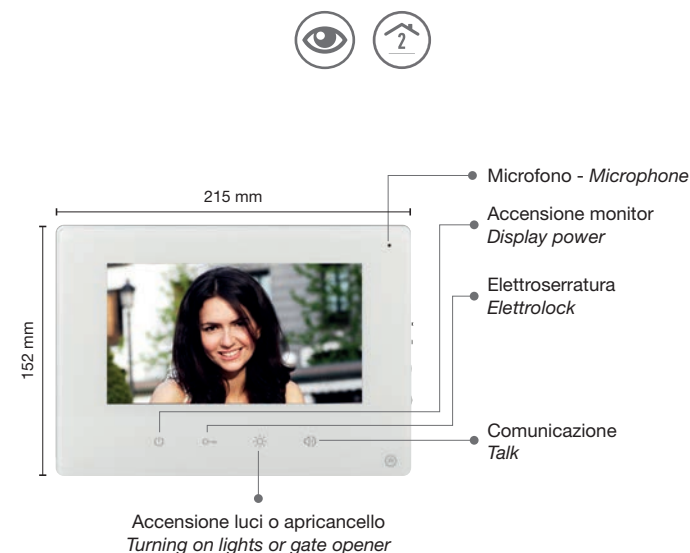 2
215 mm
152 mm
Microfono - Microphone
Accensione monitor
Display power
Elettroserratura
Elettrolock
Comunicazione
Talk
Accensione luci o apricancello
Turning on lights or gate opener